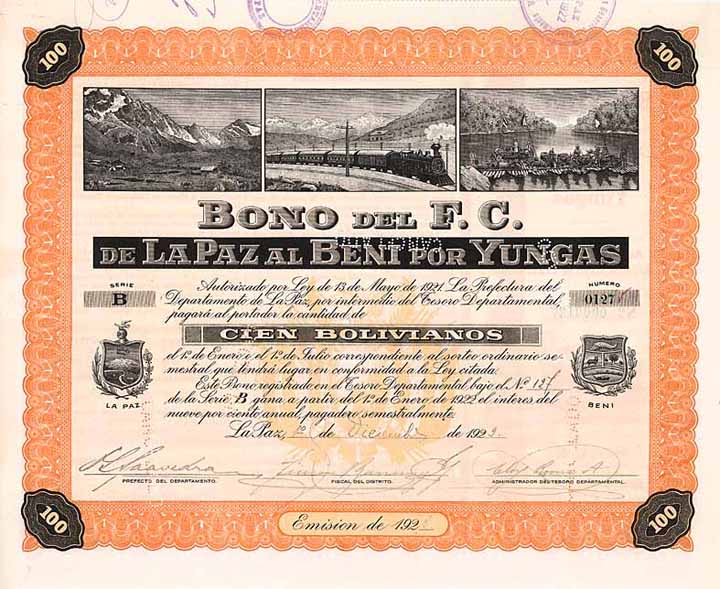 100 100
BONO DEL F. C.
DE LA PAZ AL BENI POR YUNGAS
SERIE
B
NUMERO
0127
Autorizado por Ley de 13 de Mayo de 1921. La Prefectura del
Departamento de La Paz, por intermedio del Tesoro Departamental,
pagará al portador la cantidad de
CIEN BOLIVIANOS
el 1º de Enero o el 1º de Julio correspondiente al sorteo ordinario se-
mestral que tendrá lugar en conformidad a la Ley citada.
Este Bono registrado en el Tesoro Departamental bajo el Nº 127
de la Serie B gana a partir del 1º de Enero de 1922 el interes del
nueve por ciento anual, pagadero semestralmente.
LA PAZ
BENI
La Paz, 1º de Diciembre de 192
PREFECTO DEL DEPARTAMENTO.
FISCAL DEL DISTRITO.
ADMINISTRADOR DEL TESORO DEPARTAMENTAL.
100 100
Emision de 192